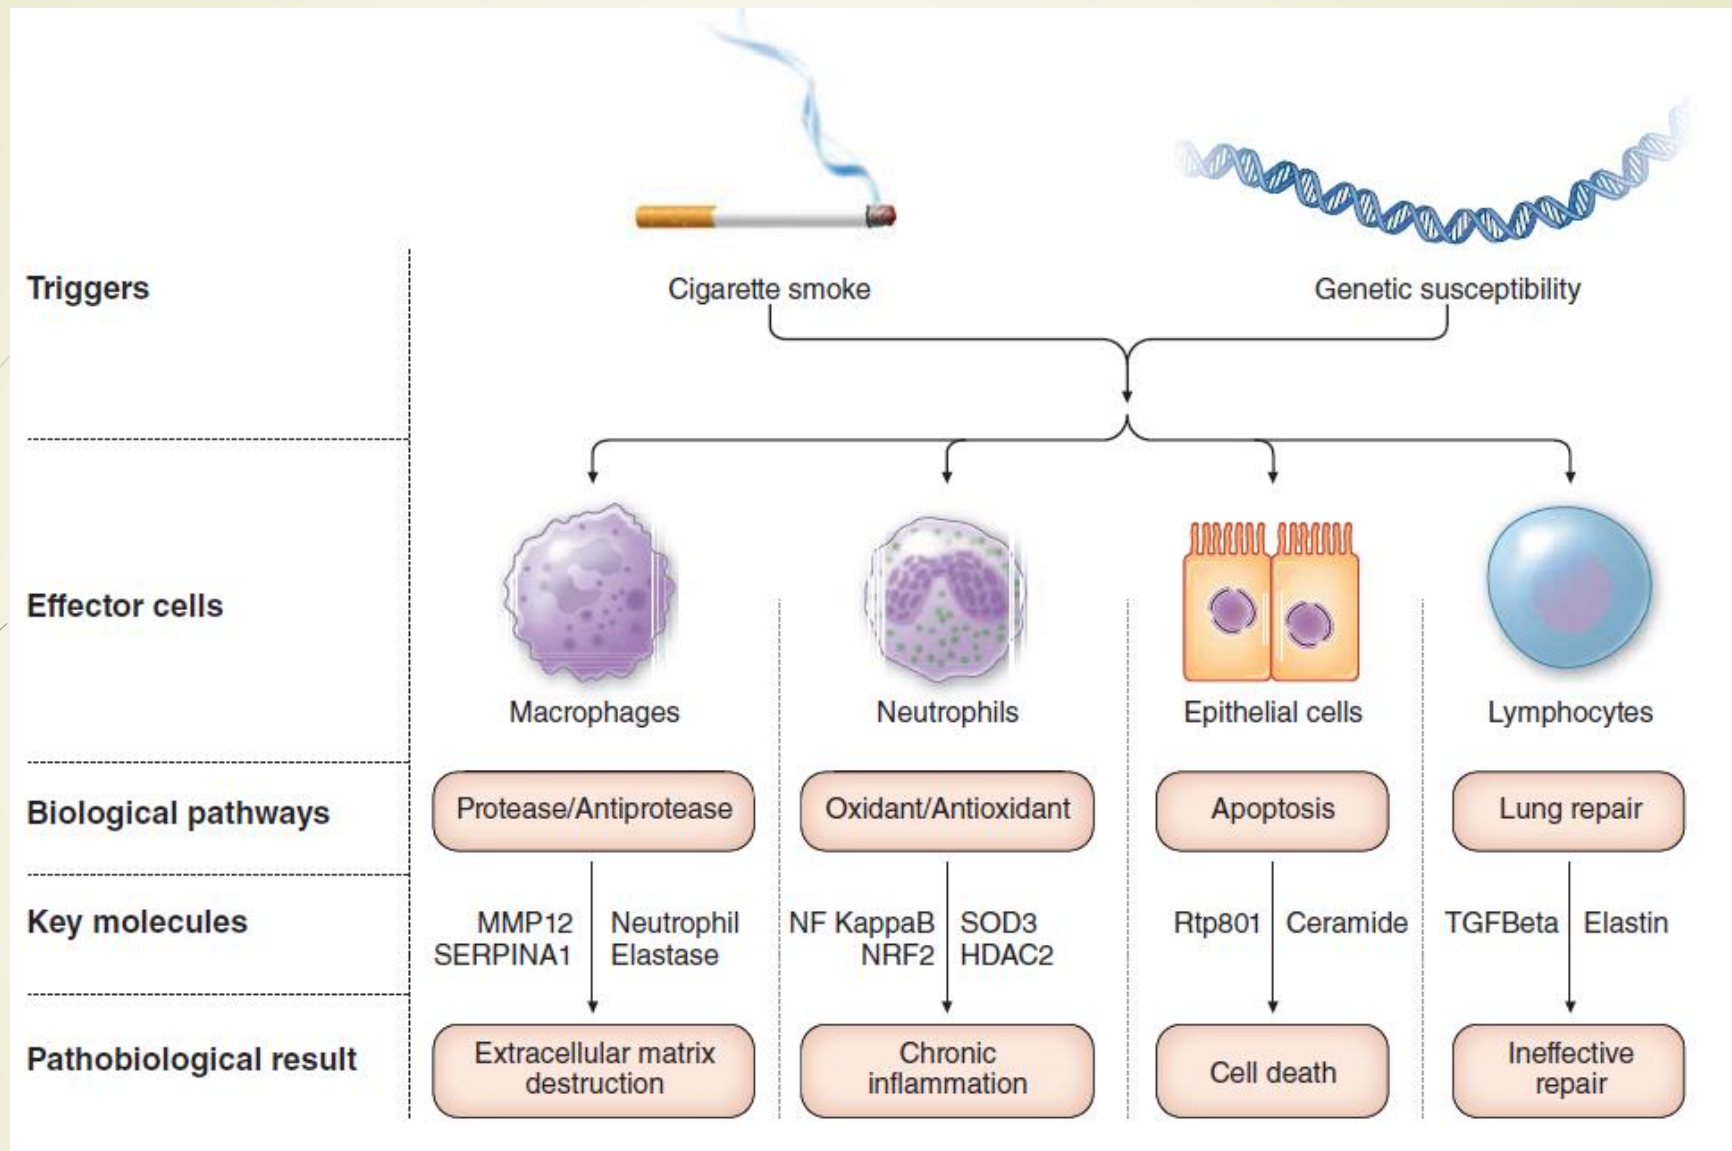 Triggers
Cigarette smoke
Genetic susceptibility
Effector cells
Macrophages
Neutrophils
Epithelial cells
Lymphocytes
Biological pathways
Protease/Antiprotease
Oxidant/Antioxidant
Apoptosis
Lung repair
Key molecules
MMP12
SERPINA1
Neutrophil
Elastase
NF KappaB
NRF2
SOD3
HDAC2
Rtp801
Ceramide
TGFBeta
Elastin
Pathobiological result
Extracellular matrix
destruction
Chronic
inflammation
Cell death
Ineffective
repair